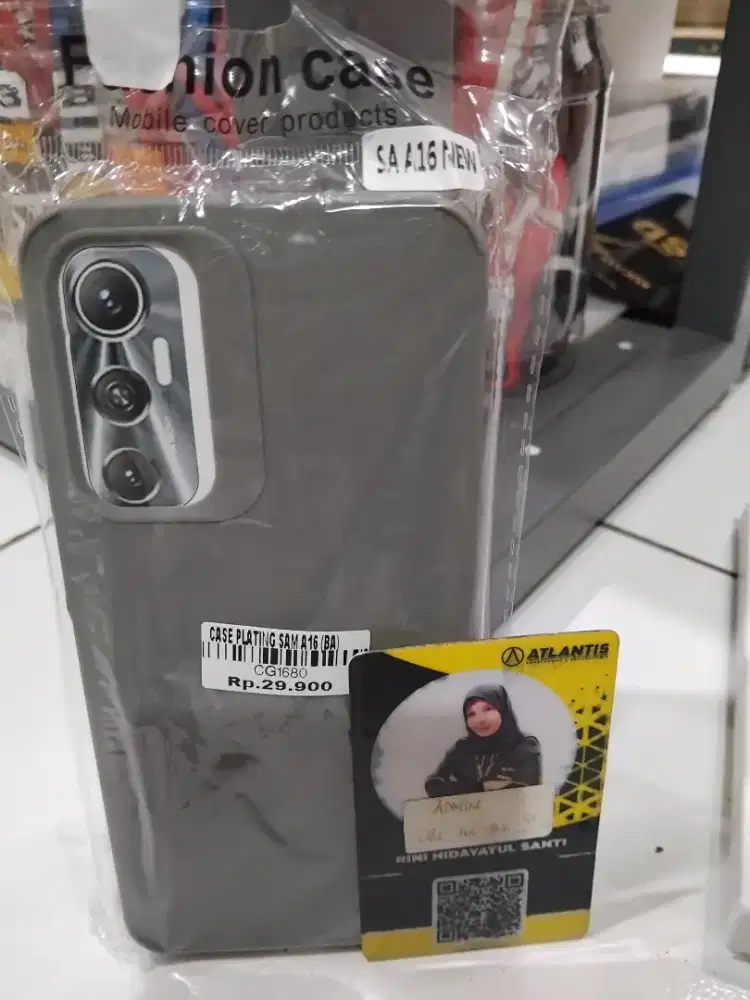 Fashion case
Mobile cover products
SA A16 NEW
CASE PLATING SAM A16 (BA)
CG1680
Rp.29.900
ATLANTIS
RINI HIDAYATUL SANTI